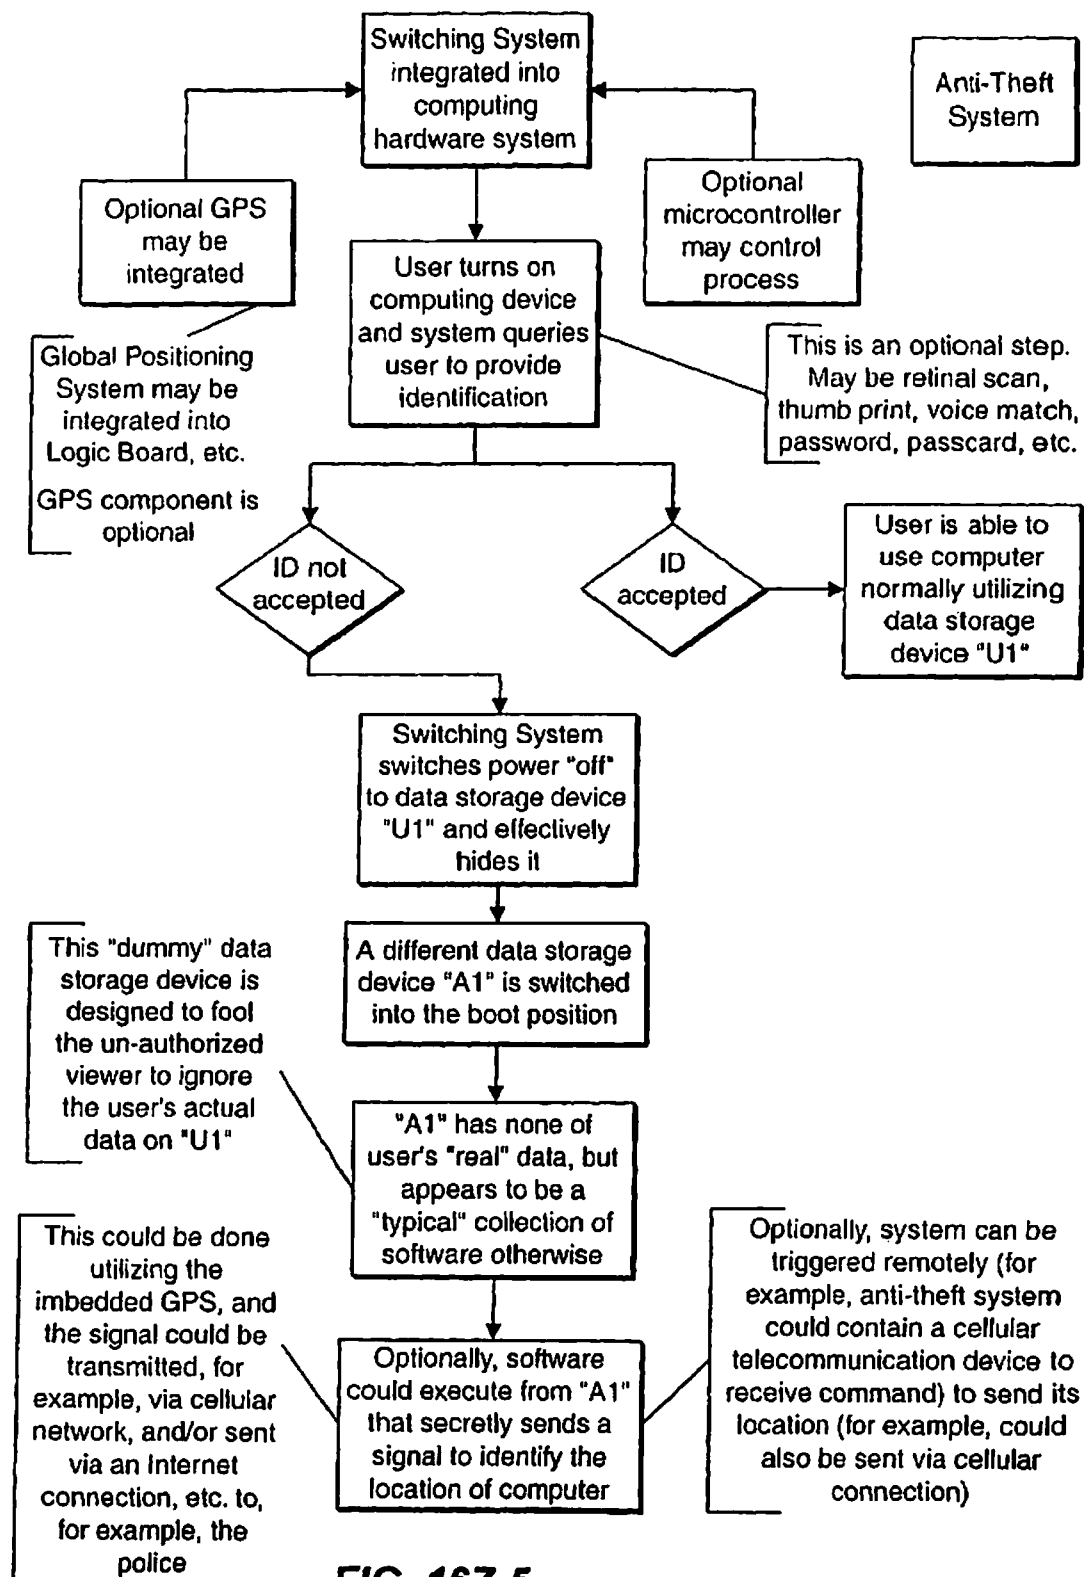 Switching System
integrated into
computing
hardware system
Anti-Theft
System
Optional GPS
may be
integrated
Optional
microcontroller
may control
process
User turns on
computing device
and system queries
user to provide
identification
Global Positioning
System may be
integrated into
Logic Board, etc.
GPS component is
optional
This is an optional step.
May be retinal scan,
thumb print, voice match,
password, passcard, etc.
ID not
accepted
ID
accepted
User is able to
use computer
normally utilizing
data storage
device "U1"
Switching System
switches power "off"
to data storage device
"U1" and effectively
hides it
A different data storage
device "A1" is switched
into the boot position
This "dummy" data
storage device is
designed to fool
the un-authorized
viewer to ignore
the user's actual
data on "U1"
"A1" has none of
user's "real" data, but
appears to be a
"typical" collection of
software otherwise
This could be done
utilizing the
imbedded GPS, and
the signal could be
transmitted, for
example, via cellular
network, and/or sent
via an Internet
connection, etc. to,
for example, the
police
Optionally, software
could execute from "A1"
that secretly sends a
signal to identify the
location of computer
Optionally, system can be
triggered remotely (for
example, anti-theft system
could contain a cellular
telecommunication device to
receive command) to send its
location (for example, could
also be sent via cellular
connection)
FIG. 167-5